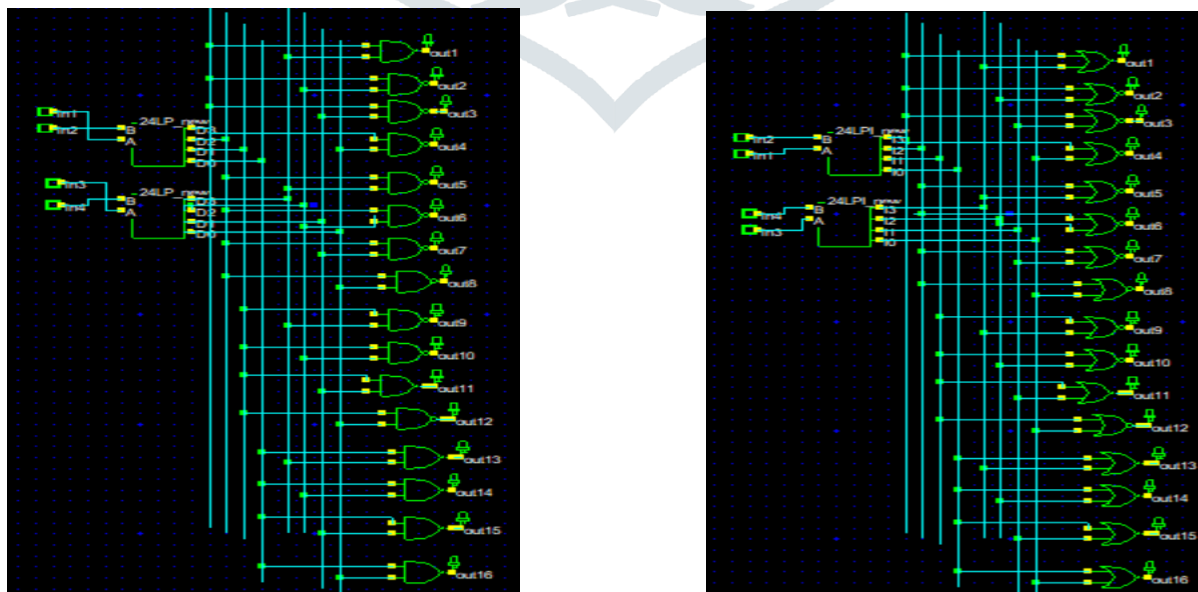 out1
out2
out3
out4
out5
out6
out7
out8
out9
out10
out11
out12
out13
out14
out15
out16
in1
in2
24LP_new
B
A
D3
D2
D1
D0
in3
in4
24LP_new
B
A
D3
D2
D1
D0
out1
out2
out3
out4
out5
out6
out7
out8
out9
out10
out11
out12
out13
out14
out15
out16
in2
in1
24LPI_new
B
A
I3
I2
I1
I0
in4
in3
24LPI_new
B
A
I3
I2
I1
I0